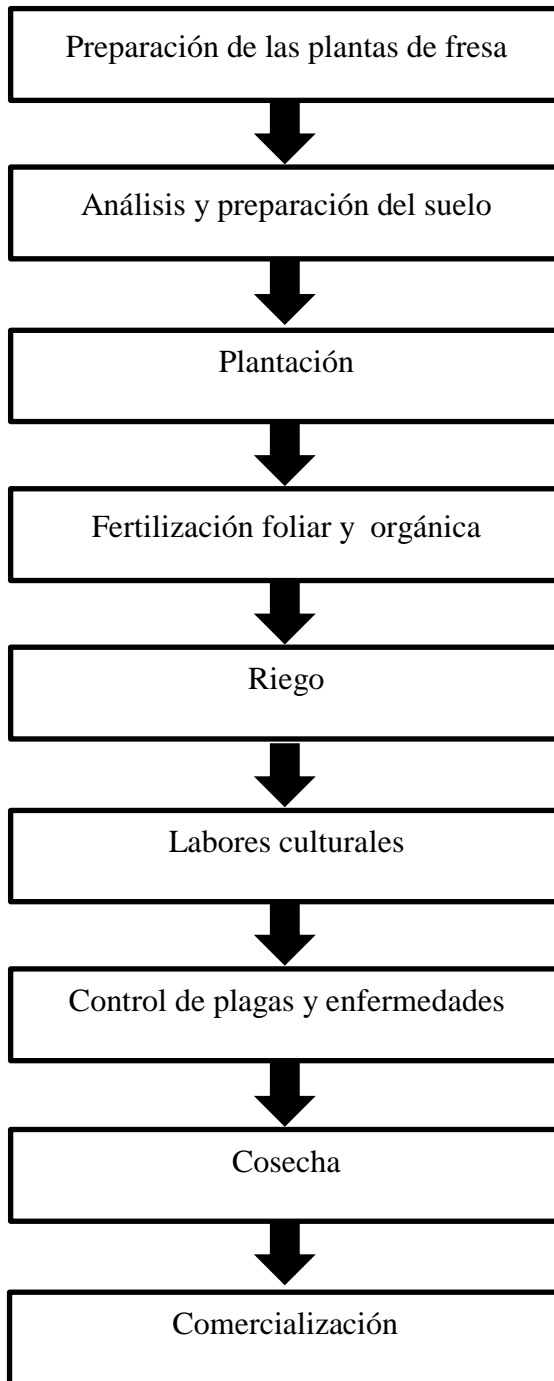 Preparación de las plantas de fresa
Análisis y preparación del suelo
Plantación
Fertilización foliar y  orgánica
Riego
Labores culturales
Control de plagas y enfermedades
Cosecha
Comercialización